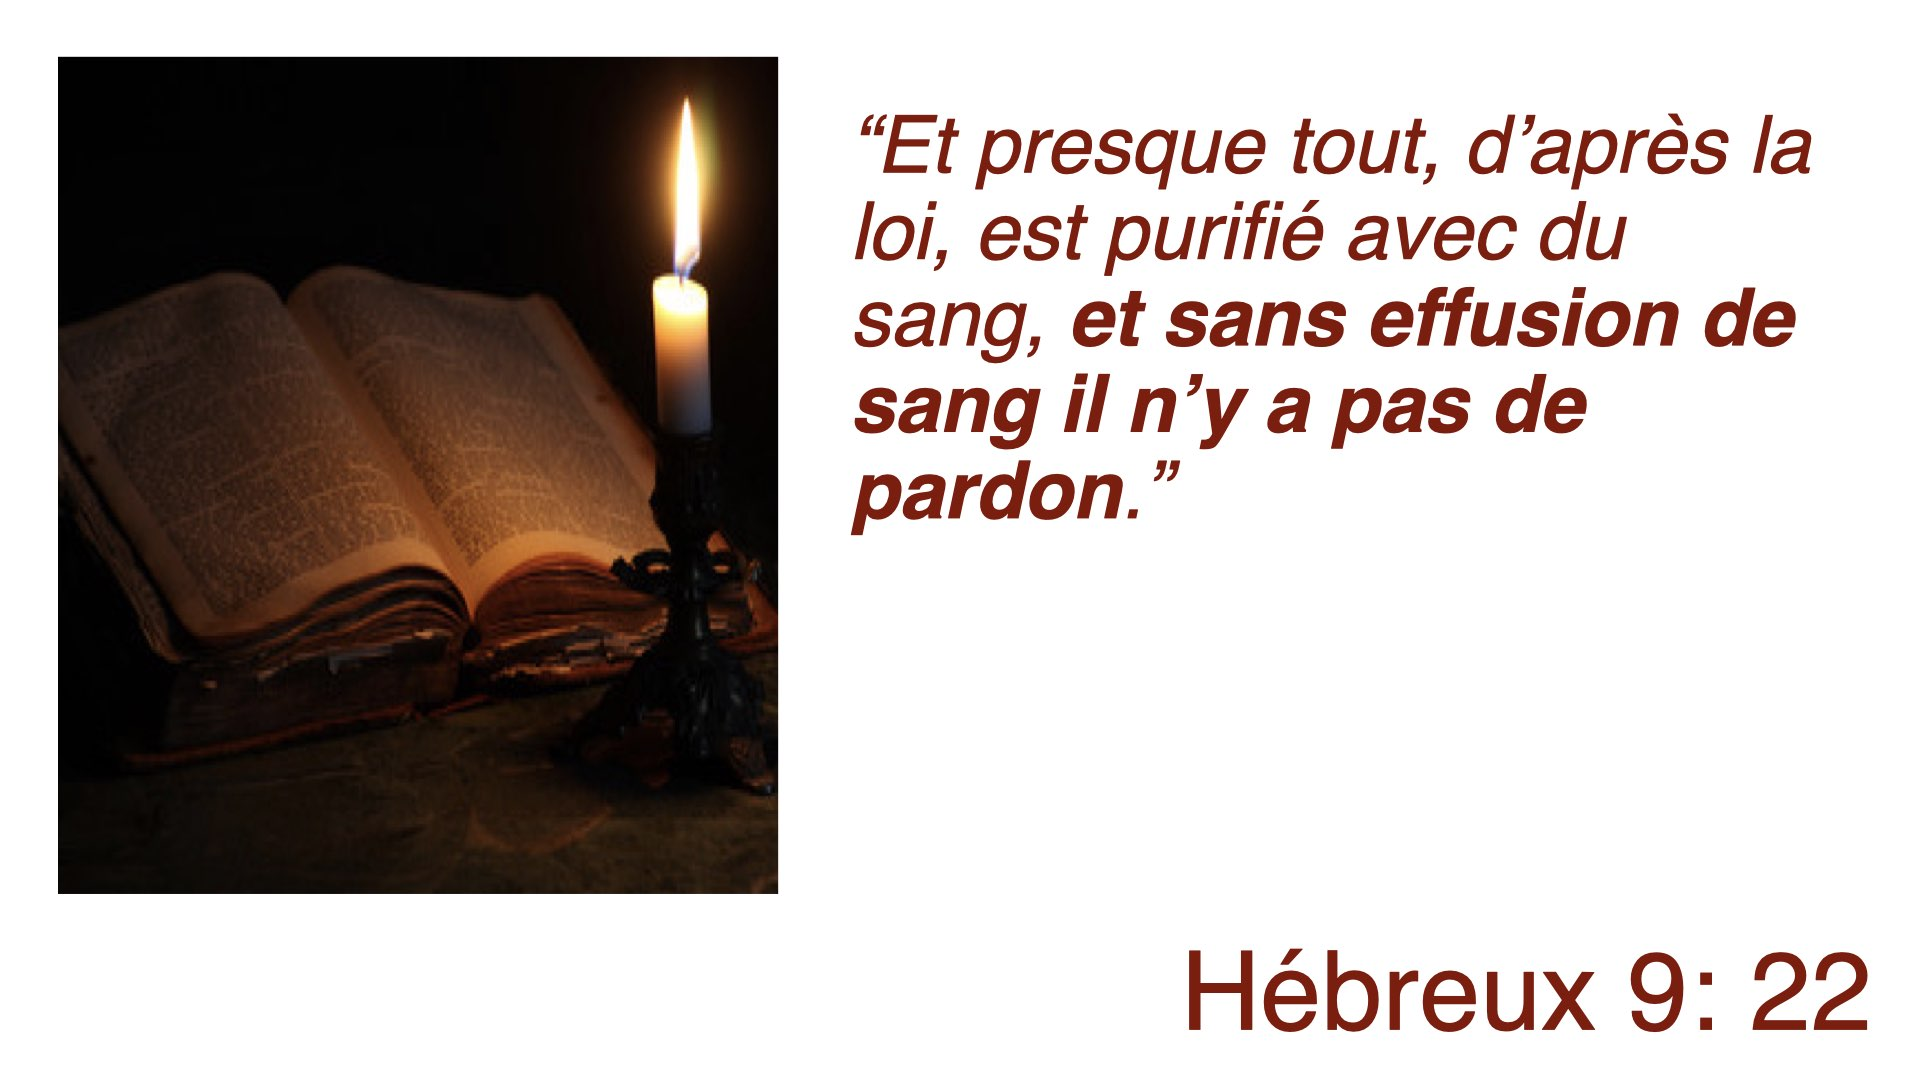 “Et presque tout, d’après la
loi, est purifié avec du
sang, et sans effusion de
sang il n’y a pas de
pardon.”
Hébreux 9: 22